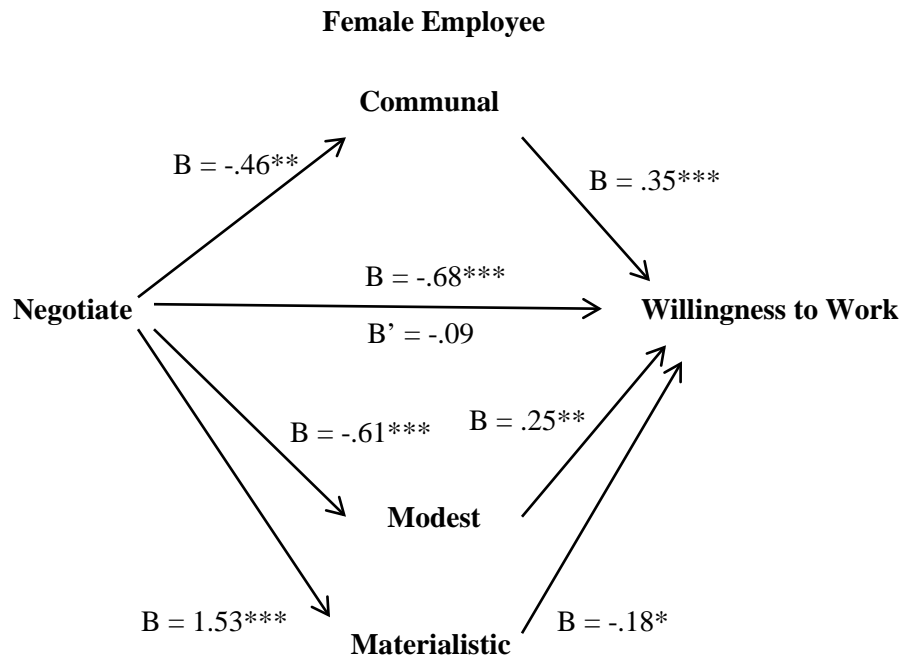 Female Employee
Communal
B = -.46**
B = .35***
B = -.68***
Negotiate
Willingness to Work
B’ = -.09
B = -.61***
B = .25**
Modest
B = 1.53***
B = -.18*
Materialistic